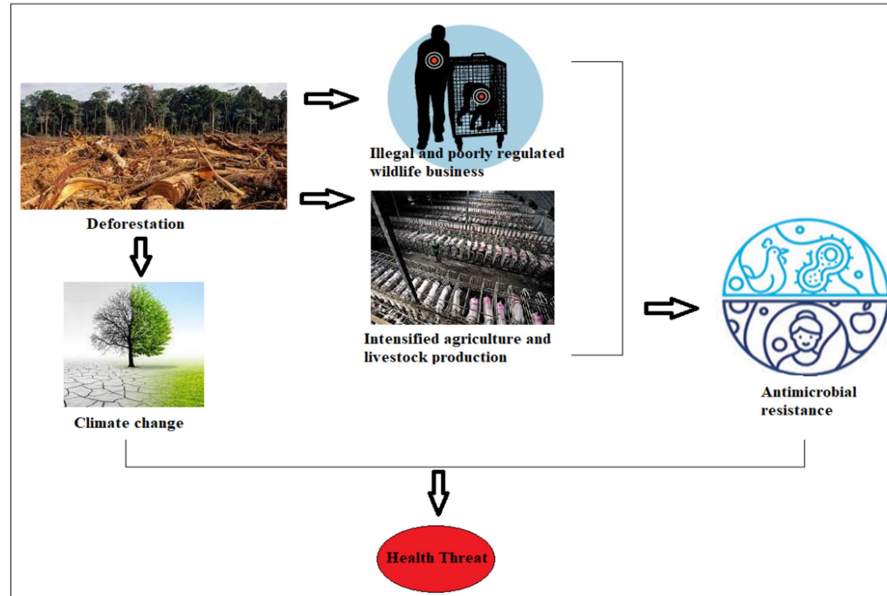 Illegal and poorly regulated
wildlife business
Deforestation
Intensified agriculture and
livestock production
Antimicrobial
resistance
Climate change
Health Threat